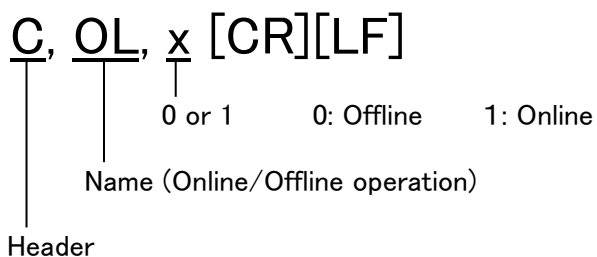 C, OL, x [CR][LF]
0 or 1 0: Offline 1: Online
Name (Online/Offline operation)
Header